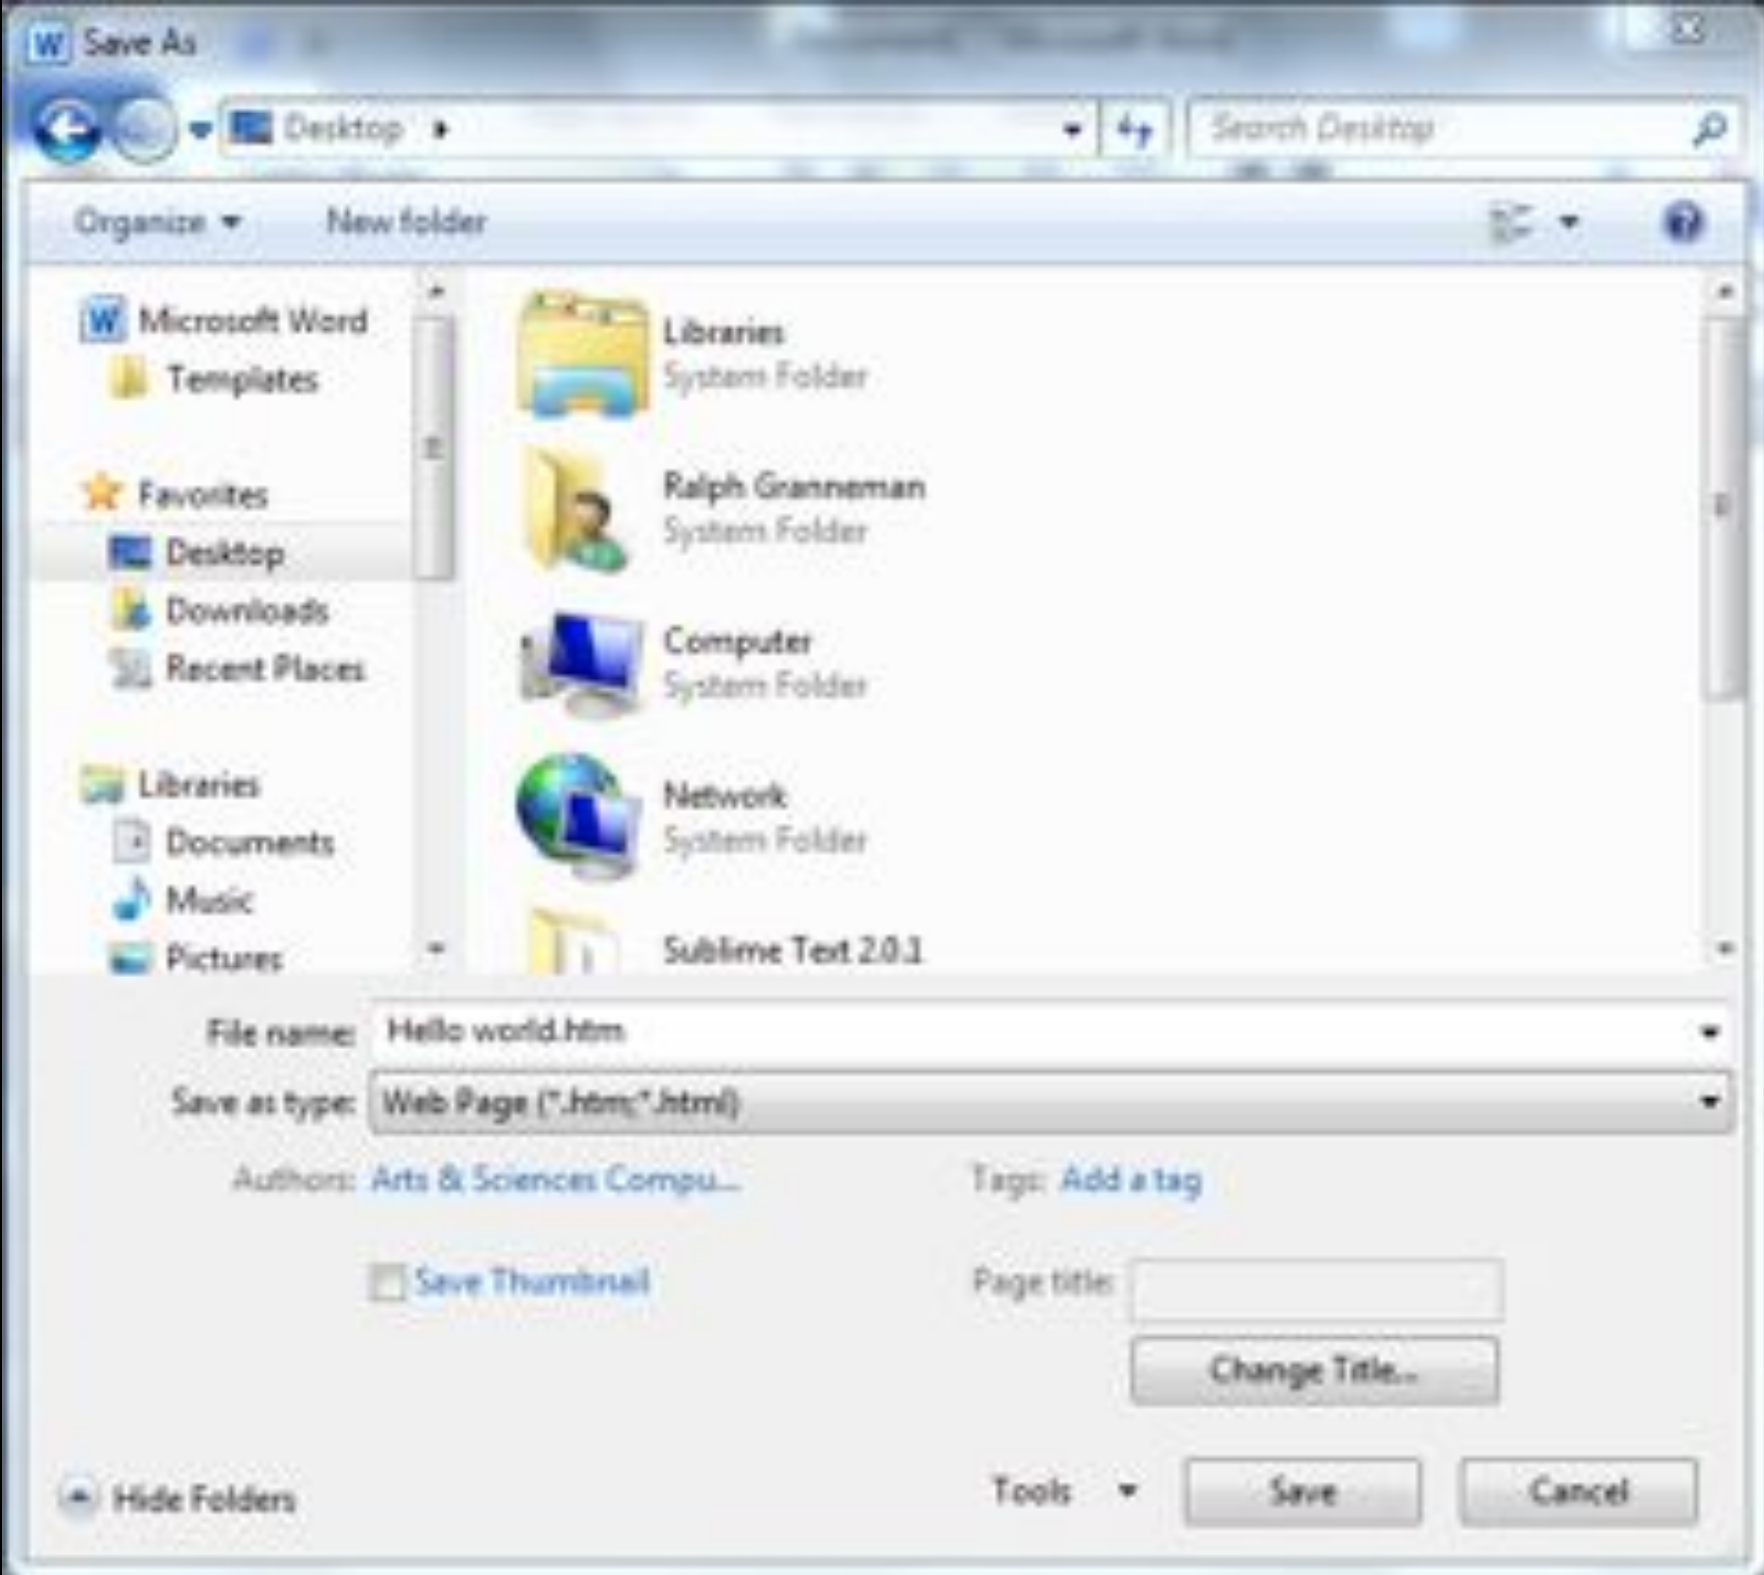 Save As
Desktop
Search Desktop
Organize
New folder
Microsoft Word
Templates
Favorites
Desktop
Downloads
Recent Places
Libraries
Documents
Music
Pictures
Libraries
System Folder
Ralph Granneman
System Folder
Computer
System Folder
Network
System Folder
Sublime Text 2.0.1
File name: Hello world.htm
Save as type: Web Page (*.htm;*.html)
Authors: Arts & Sciences Compu...
Tags: Add a tag
Save Thumbnail
Page title:
Change Title...
Hide Folders
Tools
Save
Cancel